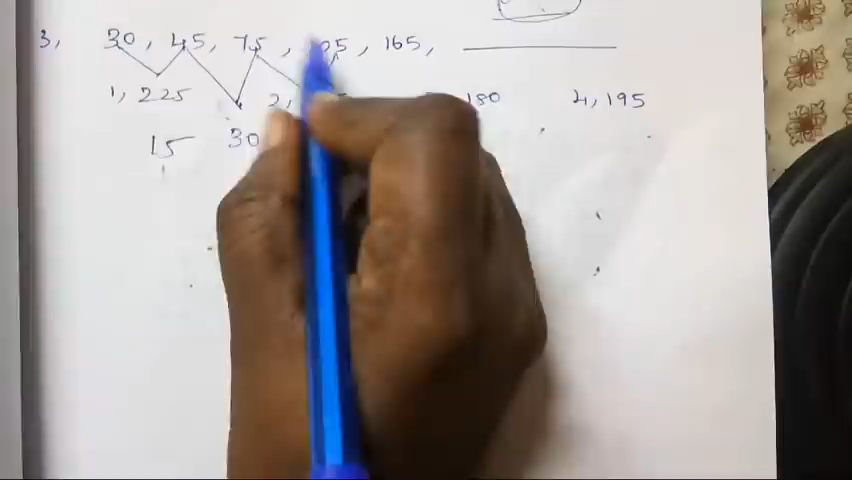 3, 30, 45, 75, 165,
1, 225 2, 180 4, 195
15 30